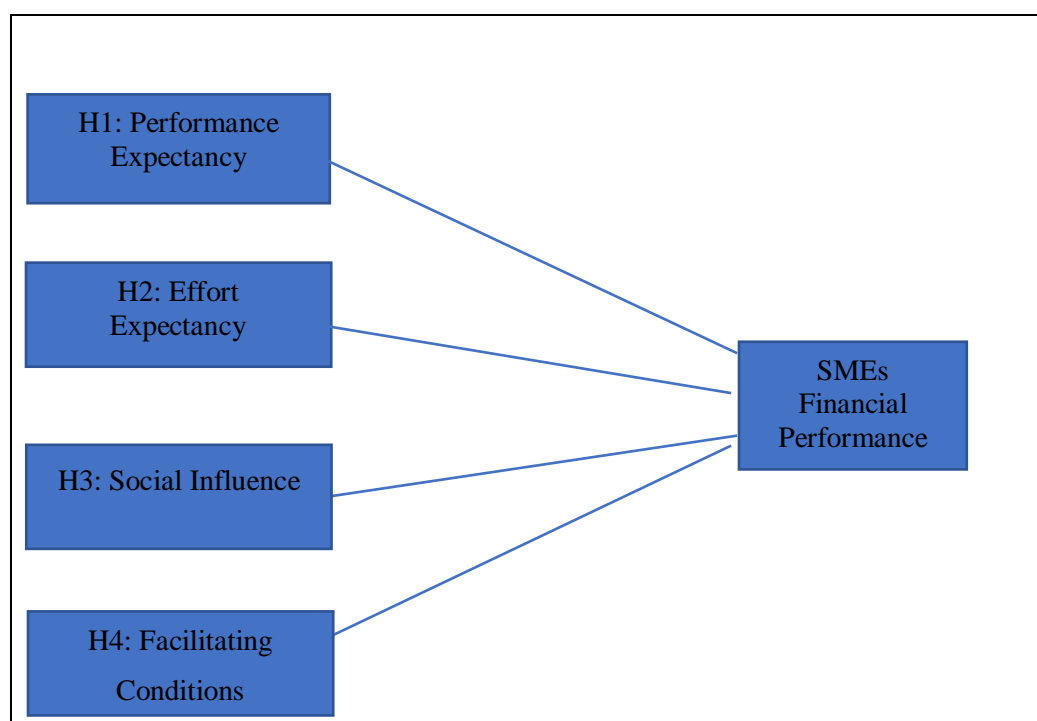 H1: Performance
Expectancy
H2: Effort
Expectancy
H3: Social Influence
H4: Facilitating
Conditions
SMEs
Financial
Performance